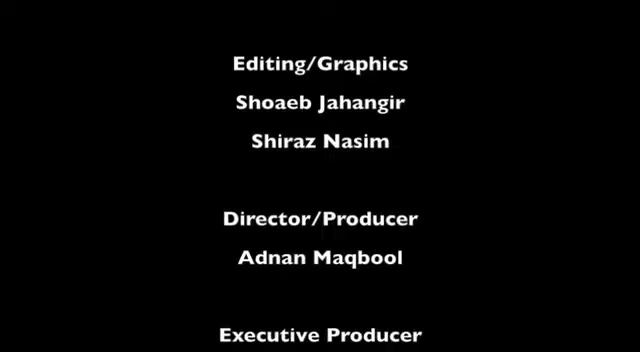 Editing/Graphics
Shoaeb Jahangir
Shiraz Nasim
Director/Producer
Adnan Maqbool
Executive Producer